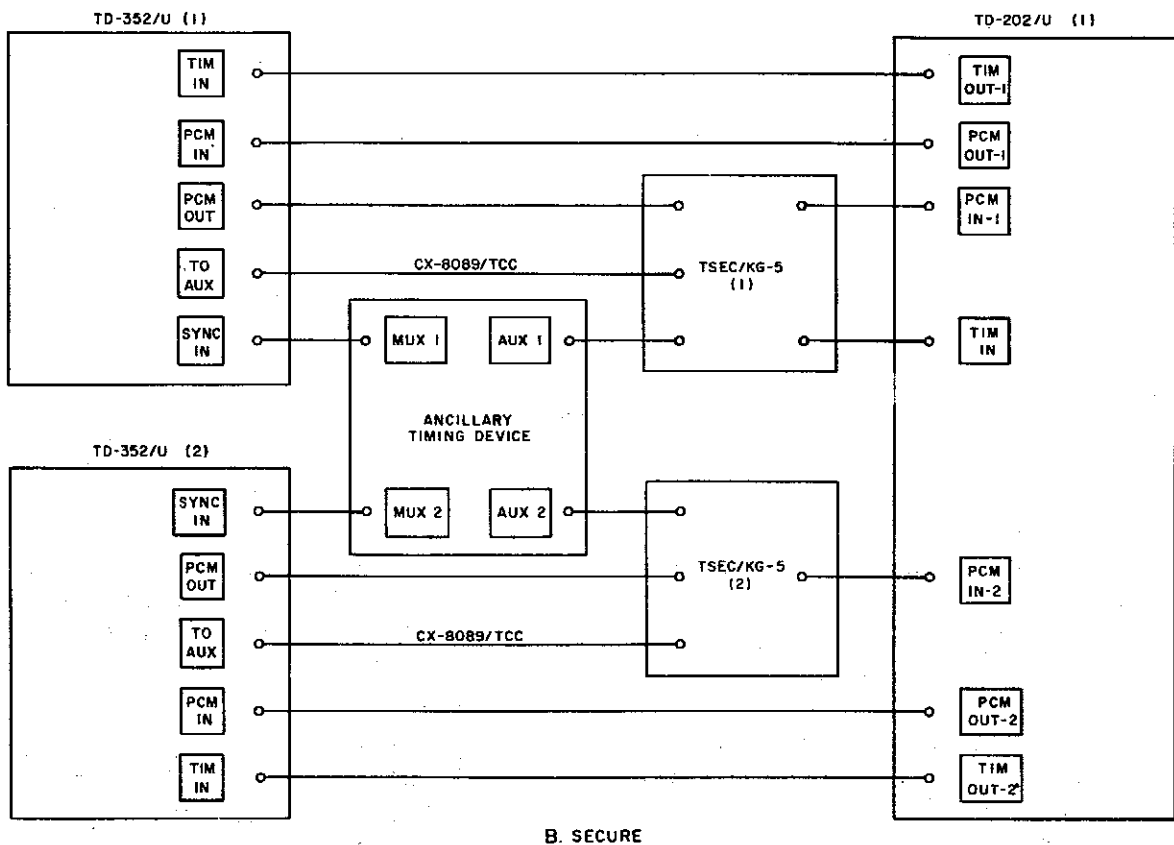 TD-352/U (1)
TD-202/U (1)
TIM
IN
TIM
OUT-1
PCM
IN
PCM
OUT-1
PCM
OUT
PCM
IN-1
TO
AUX
CX-8089/TCC
TSEC/KG-5
(1)
SYNC
IN
MUX 1
AUX 1
TIM
IN
ANCILLARY
TIMING DEVICE
TD-352/U (2)
SYNC
IN
MUX 2
AUX 2
PCM
OUT
TSEC/KG-5
(2)
PCM
IN-2
TO
AUX
CX-8089/TCC
PCM
IN
PCM
OUT-2
TIM
IN
TIM
OUT-2
B. SECURE